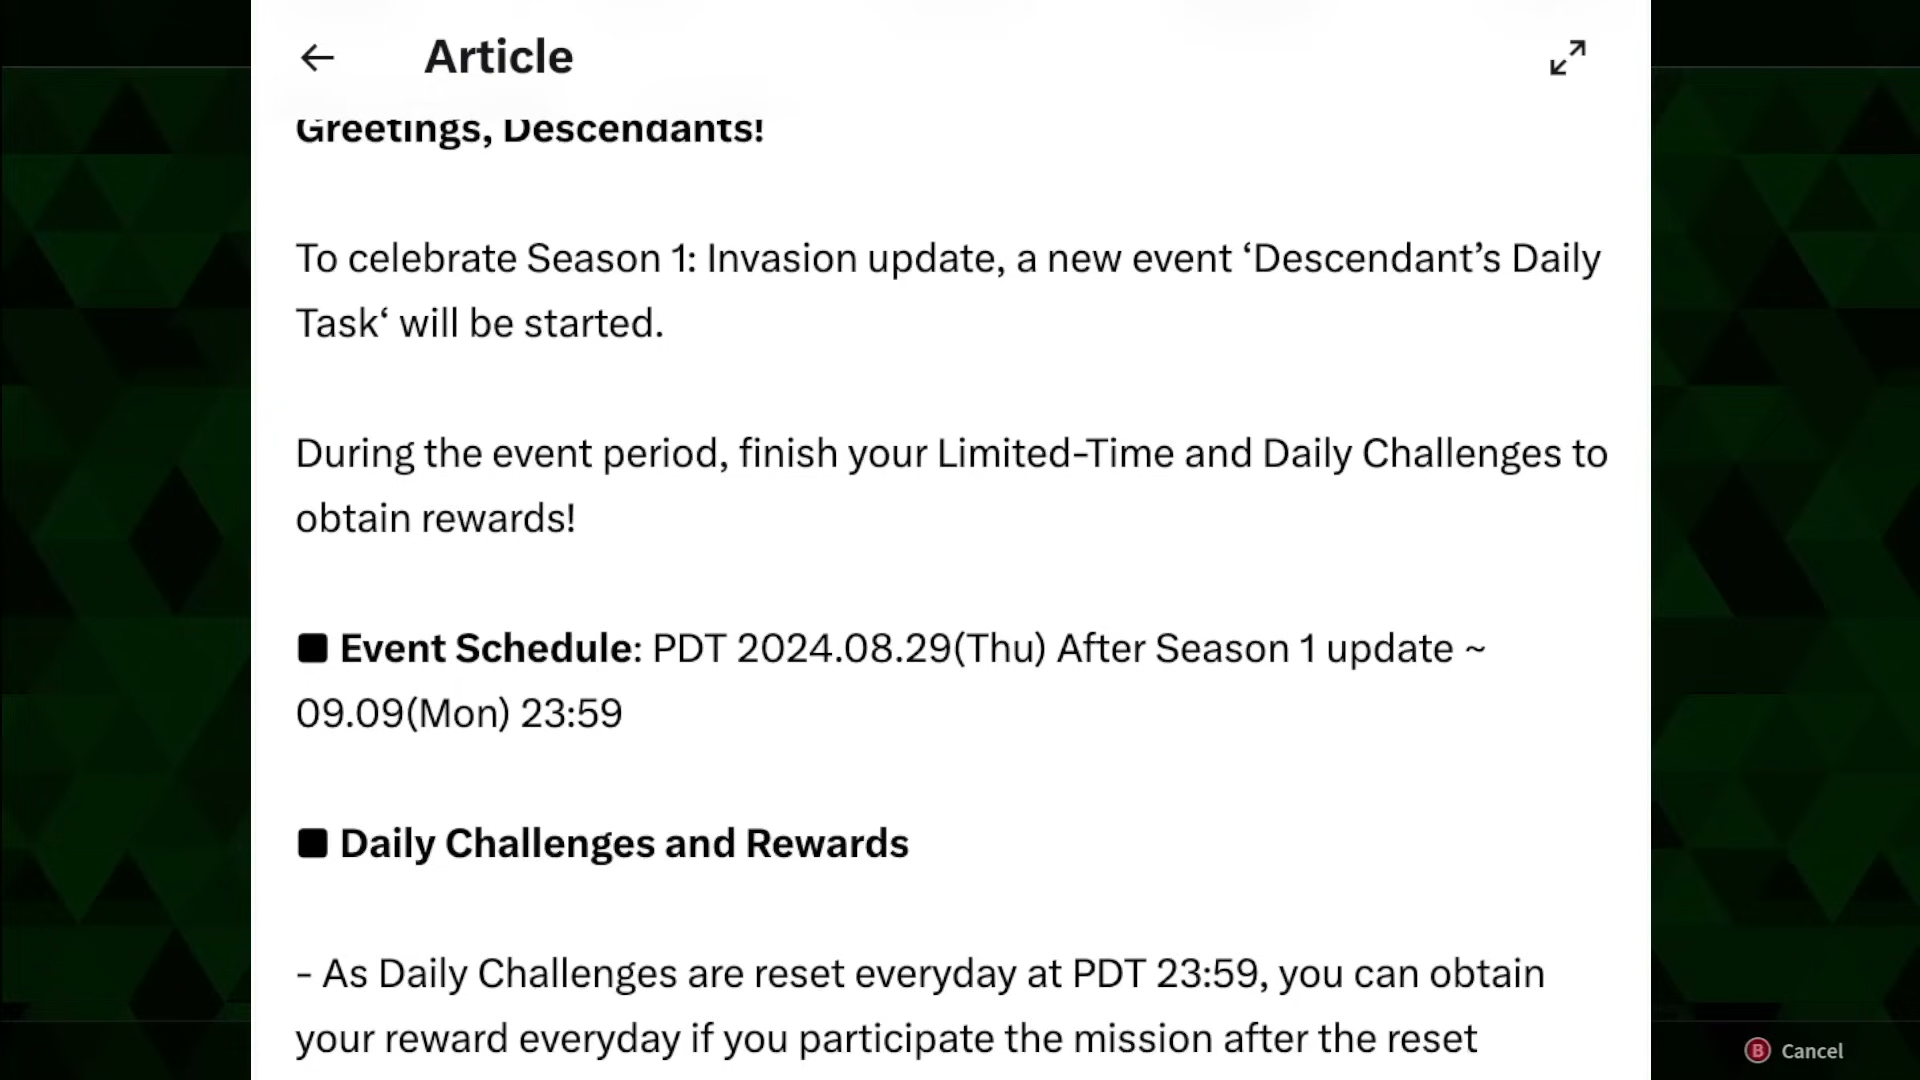 Article
Greetings, Descendants!
To celebrate Season 1: Invasion update, a new event ‘Descendant’s Daily
Task‘ will be started.
During the event period, finish your Limited-Time and Daily Challenges to
obtain rewards!
■ Event Schedule: PDT 2024.08.29(Thu) After Season 1 update ~
09.09(Mon) 23:59
■ Daily Challenges and Rewards
- As Daily Challenges are reset everyday at PDT 23:59, you can obtain
your reward everyday if you participate the mission after the reset
B Cancel